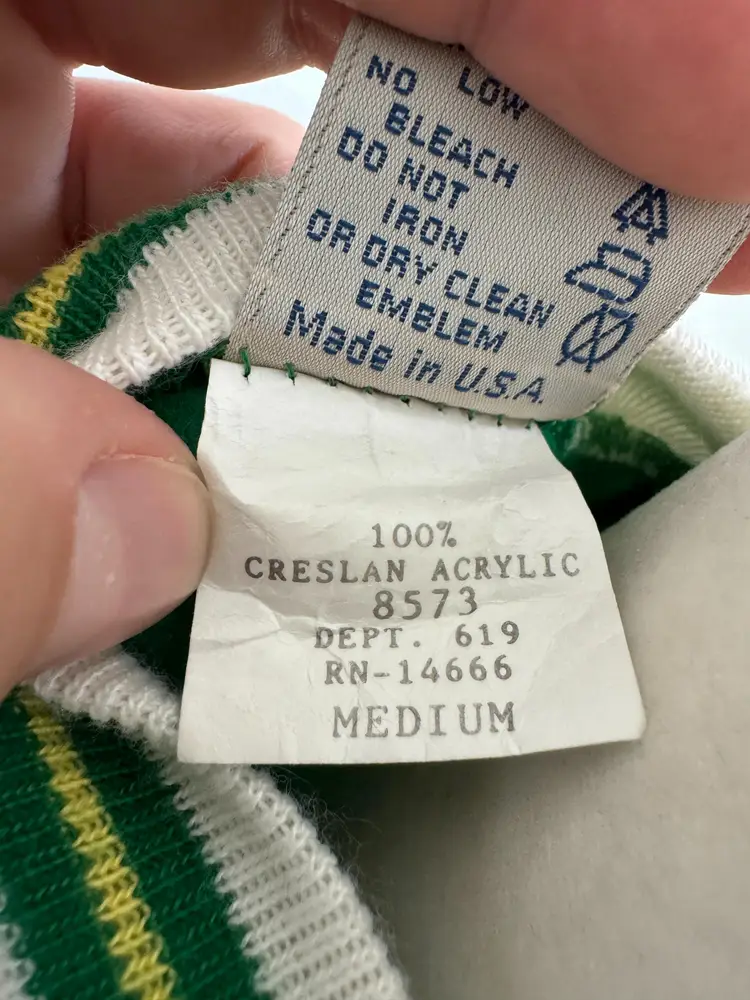 NO LOW
BLEACH
DO NOT
IRON
OR DRY CLEAN
EMBLEM
Made in U.S.A.
100%
CRESLAN ACRYLIC
8573
DEPT. 619
RN-14666
MEDIUM